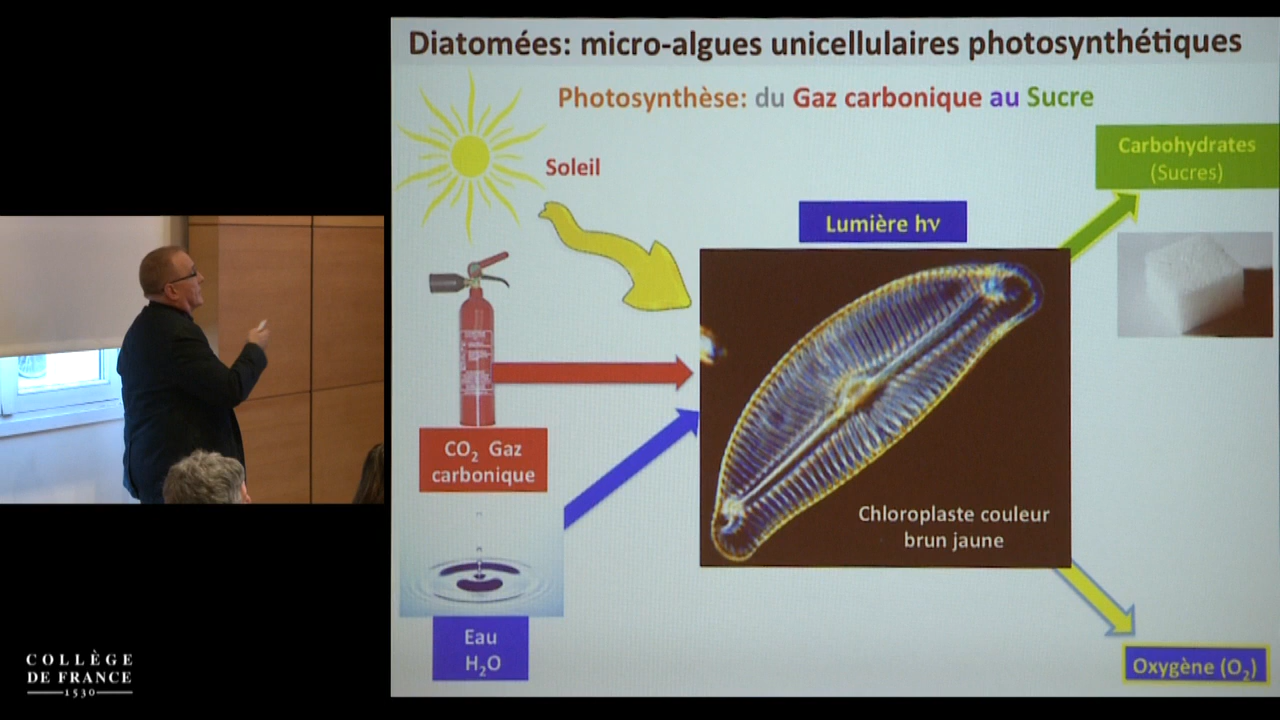 Diatomées: micro-algues unicellulaires photosynthétiques
Photosynthèse: du Gaz carbonique au Sucre
Soleil
Carbohydrates
(Sucres)
Lumière hν
CO₂ Gaz
carbonique
Chloroplaste couleur
brun jaune
Eau
H₂O
Oxygène (O₂)
COLLÈGE
DE FRANCE
1530